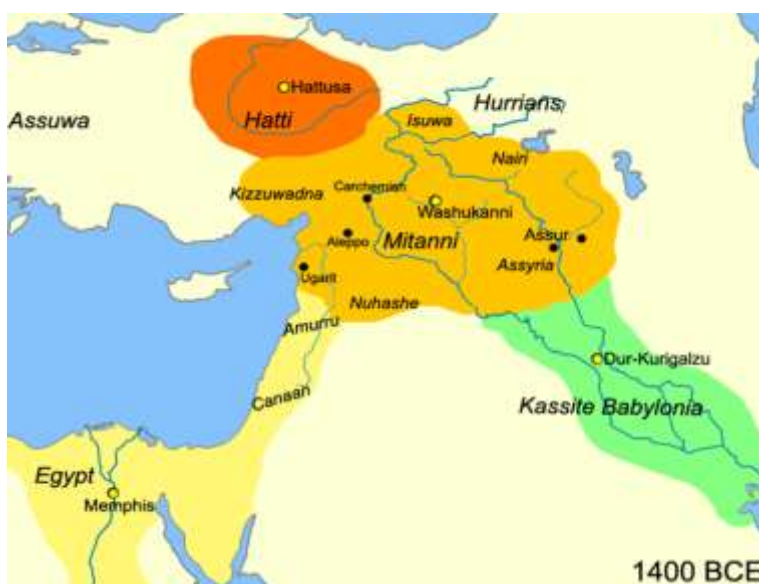 Hattusa
Hatti
Assuwa
Hurrians
Isuwa
Nairi
Kizzuwadna
Carchemish
Washukanni
Aleppo
Mitanni
Assur
Assyria
Ugarit
Nuhashe
Amurru
Dur-Kurigalzu
Canaan
Kassite Babylonia
Egypt
Memphis
1400 BCE